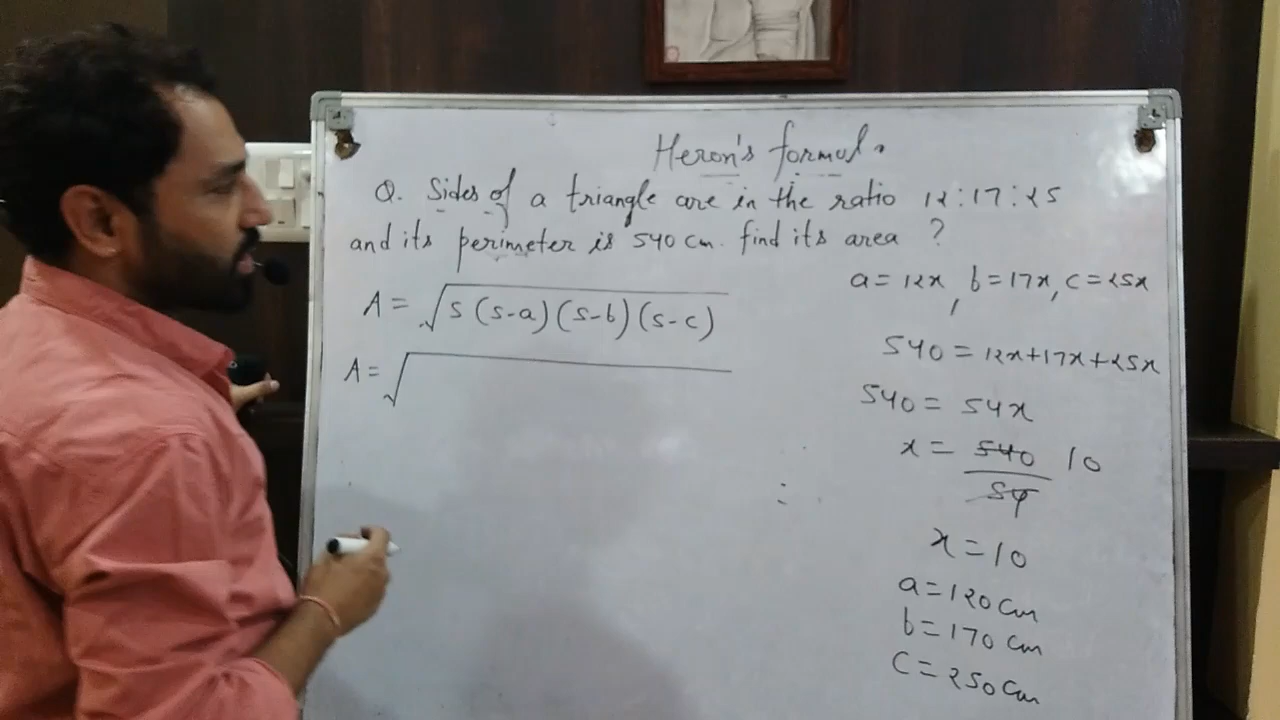 Heron's formula
Q. Sides of a triangle are in the ratio 12:17:25
and its perimeter is 540 cm. find its area ?
A = √s(s-a)(s-b)(s-c)
A = √
a=12x, b=17x, c=25x
540 = 12x+17x+25x
540 = 54x
x = 540/54 10
x = 10
a = 120 cm
b = 170 cm
c = 250 cm